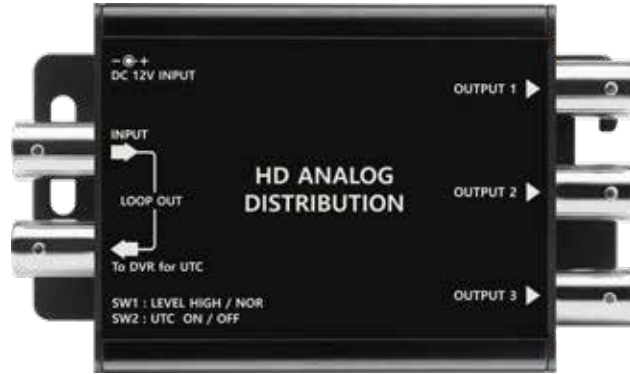 DC 12V INPUT
INPUT
LOOP OUT
To DVR for UTC
SW1 : LEVEL HIGH / NOR
SW2 : UTC ON / OFF
HD ANALOG
DISTRIBUTION
OUTPUT 1
OUTPUT 2
OUTPUT 3